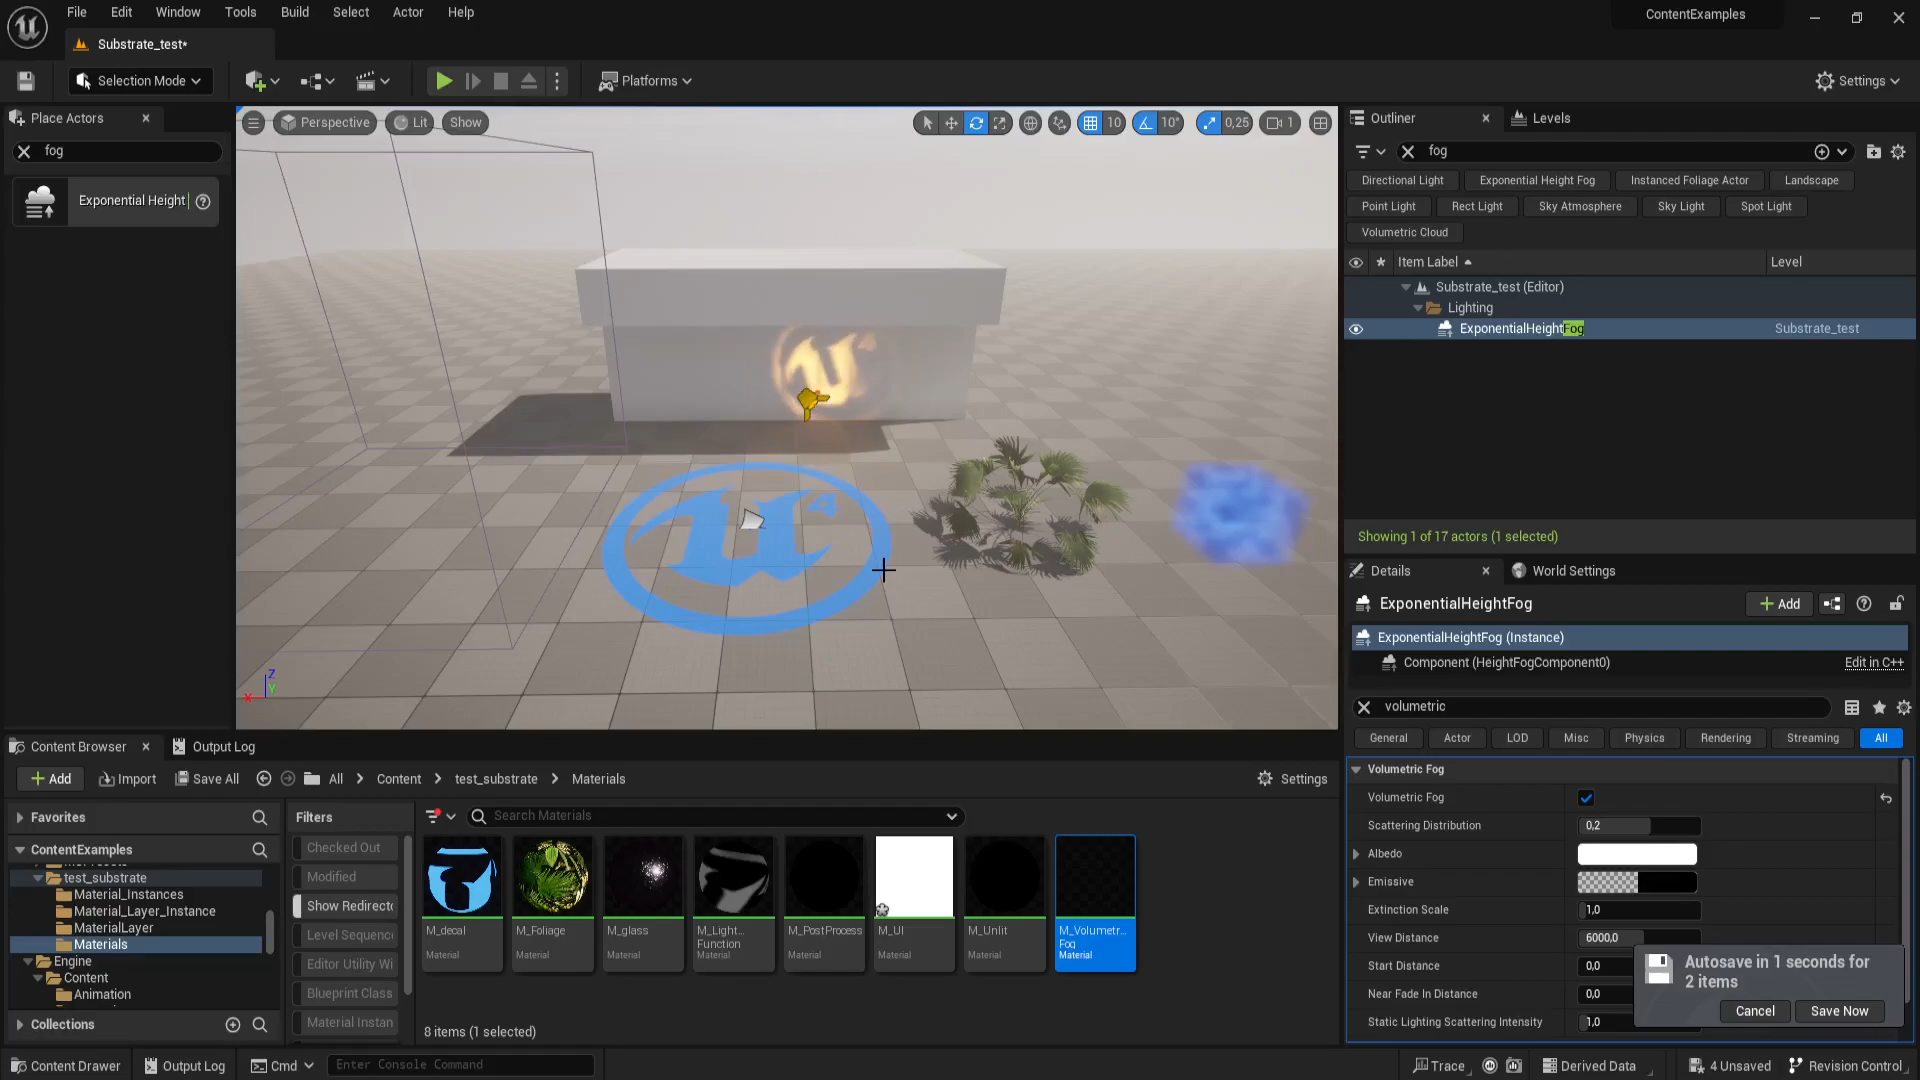 File Edit Window Tools Build Select Actor Help
ContentExamples
Substrate_test*
Selection Mode
Platforms
Settings
Place Actors
fog
Exponential Height
Perspective
Lit
Show
10
10°
0,25
1
Z
Y
X
Outliner
Levels
fog
Directional Light
Exponential Height Fog
Instanced Foliage Actor
Landscape
Point Light
Rect Light
Sky Atmosphere
Sky Light
Spot Light
Volumetric Cloud
Item Label
Level
Substrate_test (Editor)
Lighting
ExponentialHeightFog
Substrate_test
Showing 1 of 17 actors (1 selected)
Details
World Settings
ExponentialHeightFog
Add
ExponentialHeightFog (Instance)
Component (HeightFogComponent0)
Edit in C++
volumetric
General
Actor
LOD
Misc
Physics
Rendering
Streaming
All
Volumetric Fog
Volumetric Fog
Scattering Distribution
0,2
Albedo
Emissive
Extinction Scale
1,0
View Distance
6000,0
Start Distance
0,0
Near Fade In Distance
0,0
Static Lighting Scattering Intensity
1,0
Autosave in 1 seconds for
2 items
Cancel
Save Now
Content Browser
Output Log
Add
Import
Save All
All
Content
test_substrate
Materials
Settings
Favorites
ContentExamples
test_substrate
Material_Instances
Material_Layer_Instance
MaterialLayer
Materials
Engine
Content
Animation
Collections
Filters
Checked Out
Modified
Show Redirecto
Level Sequenc
Editor Utility Wi
Blueprint Class
Material Instan
Search Materials
M_decal
Material
M_Foliage
Material
M_glass
Material
M_Light...
Function
Material
M_PostProcess
Material
M_UI
Material
M_Unlit
Material
M_Volumetr...
Fog
Material
8 items (1 selected)
Content Drawer
Output Log
Cmd
Enter Console Command
Trace
Derived Data
4 Unsaved
Revision Control